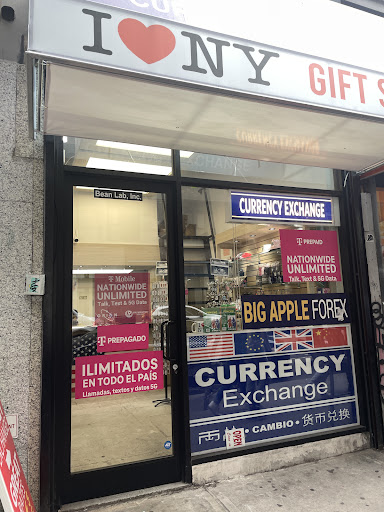 I ❤ NY GIFT S
Bean Lab, Inc.
CURRENCY EXCHANGE
T Mobile
NATIONWIDE
UNLIMITED
Talk, Text & 5G Data
T PREPAID
NATIONWIDE
UNLIMITED
Talk, Text & 5G Data
BIG APPLE FOREX
T PREPAGADO
ILIMITADOS
EN TODO EL PAÍS
Llamadas, textos y datos 5G
CURRENCY
Exchange
OPEN
• CAMBIO • 货币兑换